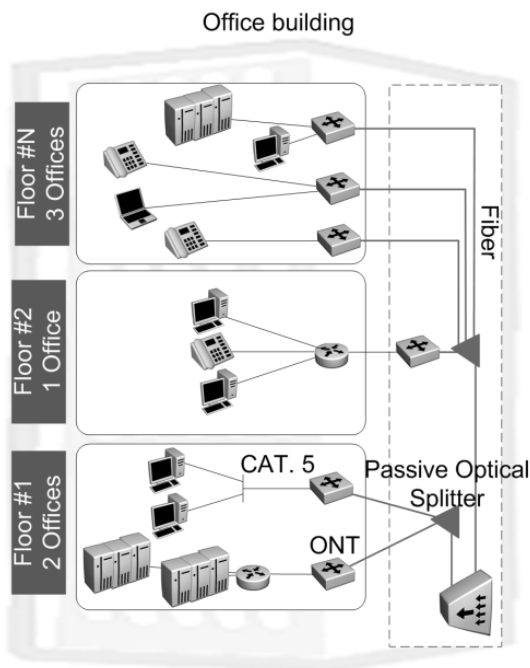 Office building
Floor #N
3 Offices
Fiber
Floor #2
1 Office
Floor #1
2 Offices
CAT. 5
Passive Optical
Splitter
ONT